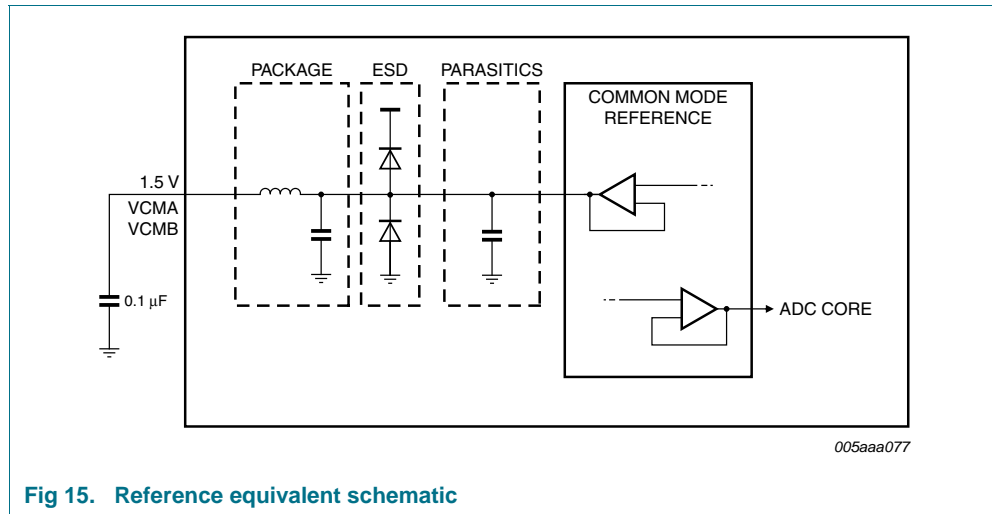 PACKAGE
ESD
PARASITICS
COMMON MODE
REFERENCE
1.5 V
VCMA
VCMB
0.1 μF
ADC CORE
005aaa077
Fig 15. Reference equivalent schematic